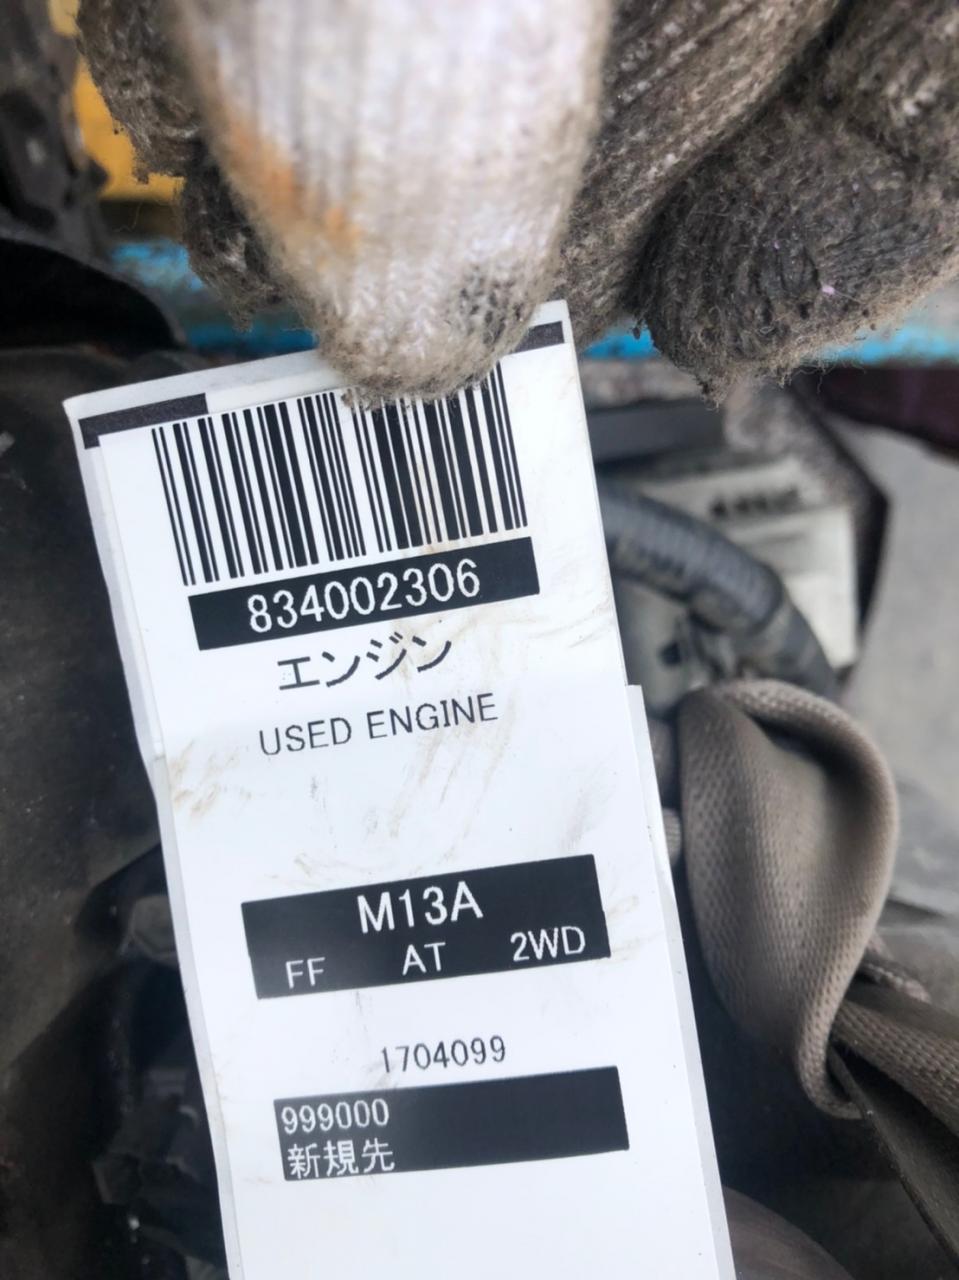 834002306
エンジン
USED ENGINE
M13A
FF AT 2WD
1704099
999000
新規先